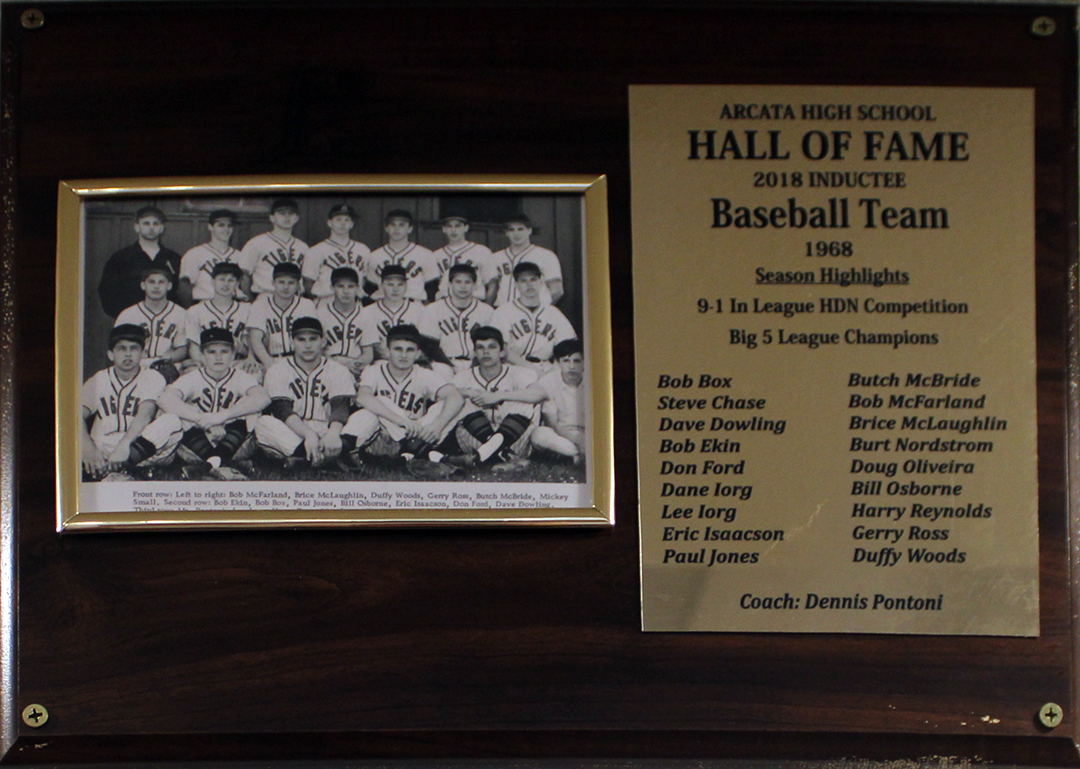 TIGERS
TIGERS
TIGERS
Front row: Left to right: Bob McFarland, Brice McLaughlin, Duffy Woods, Gerry Ross, Butch McBride, Mickey
Small, Second row: Bob Ekin, Bob Box, Paul Jones, Bill Osborne, Eric Isaacson, Don Ford, Dave Dowling,
ARCATA HIGH SCHOOL
HALL OF FAME
2018 INDUCTEE
Baseball Team
1968
Season Highlights
9-1 In League HDN Competition
Big 5 League Champions
Bob Box
Steve Chase
Dave Dowling
Bob Ekin
Don Ford
Dane Iorg
Lee Iorg
Eric Isaacson
Paul Jones
Butch McBride
Bob McFarland
Brice McLaughlin
Burt Nordstrom
Doug Oliveira
Bill Osborne
Harry Reynolds
Gerry Ross
Duffy Woods
Coach: Dennis Pontoni